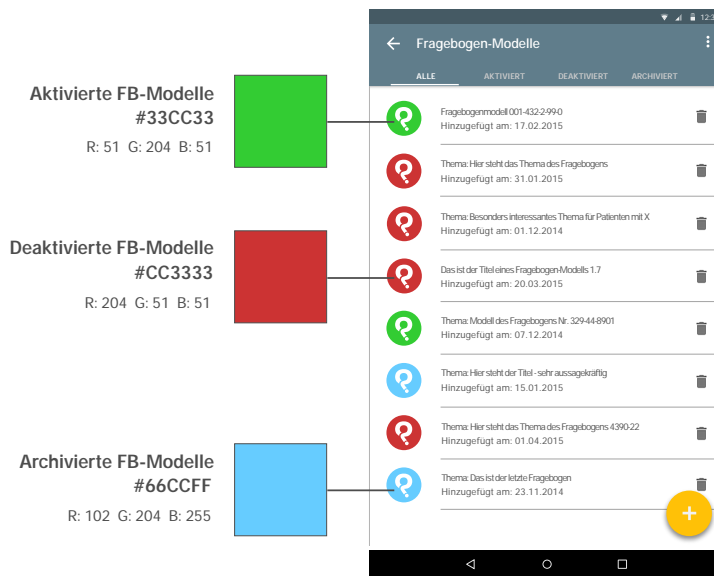 12:3
Fragebogen-Modelle
ALLE AKTIVIERT DEAKTIVIERT ARCHIVIERT
Aktivierte FB-Modelle
#33CC33
R: 51 G: 204 B: 51
Fragebogenmodell 001-432-2-99-0
Hinzugefügt am: 17.02.2015
Thema: Hier steht das Thema des Fragebogens
Hinzugefügt am: 31.01.2015
Thema: Besonders interessantes Thema für Patienten mit X
Hinzugefügt am: 01.12.2014
Deaktivierte FB-Modelle
#CC3333
R: 204 G: 51 B: 51
Das ist der Titel eines Fragebogen-Modells 1.7
Hinzugefügt am: 20.03.2015
Thema: Modell des Fragebogens Nr. 329-44-8901
Hinzugefügt am: 07.12.2014
Thema: Hier steht der Titel - sehr aussagekräftig
Hinzugefügt am: 15.01.2015
Thema: Hier steht das Thema des Fragebogens 4390-22
Hinzugefügt am: 01.04.2015
Archivierte FB-Modelle
#66CCFF
R: 102 G: 204 B: 255
Thema: Das ist der letzte Fragebogen
Hinzugefügt am: 23.11.2014